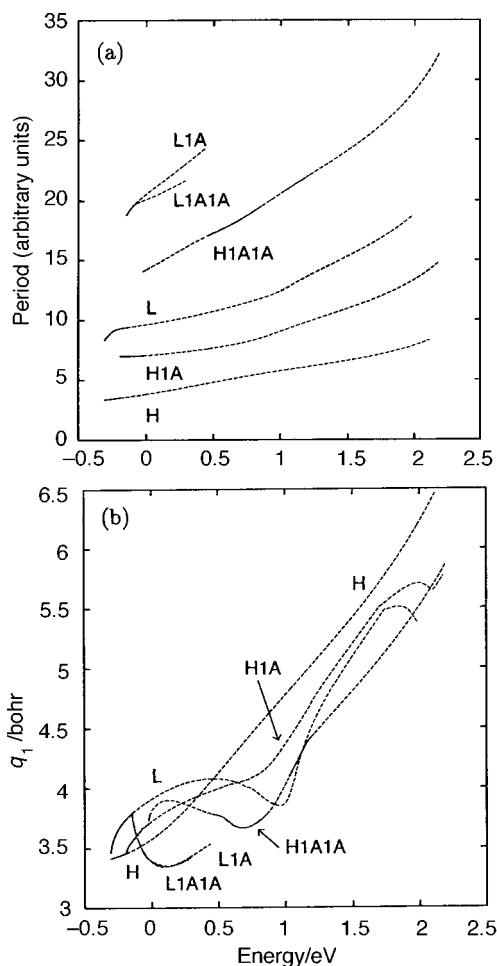 (a)
35
30
25
20
15
10
5
0
Period (arbitrary units)
L1A
L1A1A
H1A1A
L
H1A
H
−0.5 0 0.5 1 1.5 2 2.5
(b)
6.5
6
5.5
5
4.5
4
3.5
3
q₁ /bohr
H
H1A
L
H1A1A
L1A
H
L1A1A
−0.5 0 0.5 1 1.5 2 2.5
Energy/eV